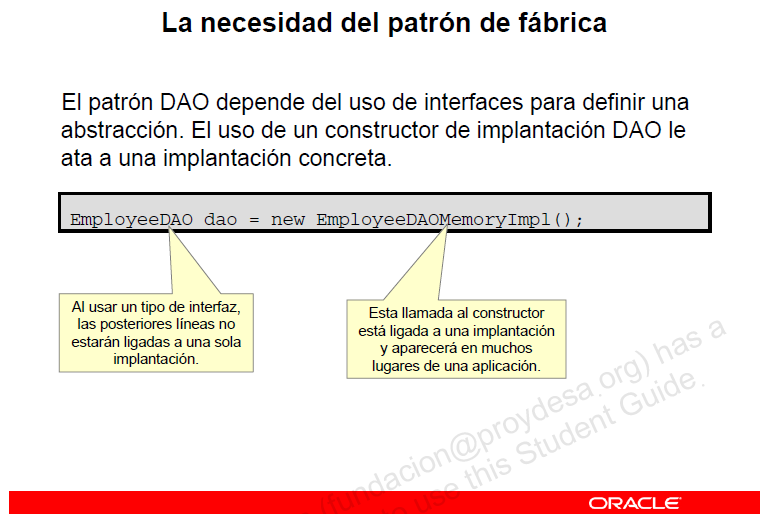 La necesidad del patrón de fábrica
El patrón DAO depende del uso de interfaces para definir una
abstracción. El uso de un constructor de implantación DAO le
ata a una implantación concreta.
EmployeeDAO dao = new EmployeeDAOMemoryImpl();
Al usar un tipo de interfaz,
las posteriores líneas no
estarán ligadas a una sola
implantación.
Esta llamada al constructor
está ligada a una implantación
y aparecerá en muchos
lugares de una aplicación.
(fundacion@proydesa.org) has a
to use this Student Guide.
ORACLE